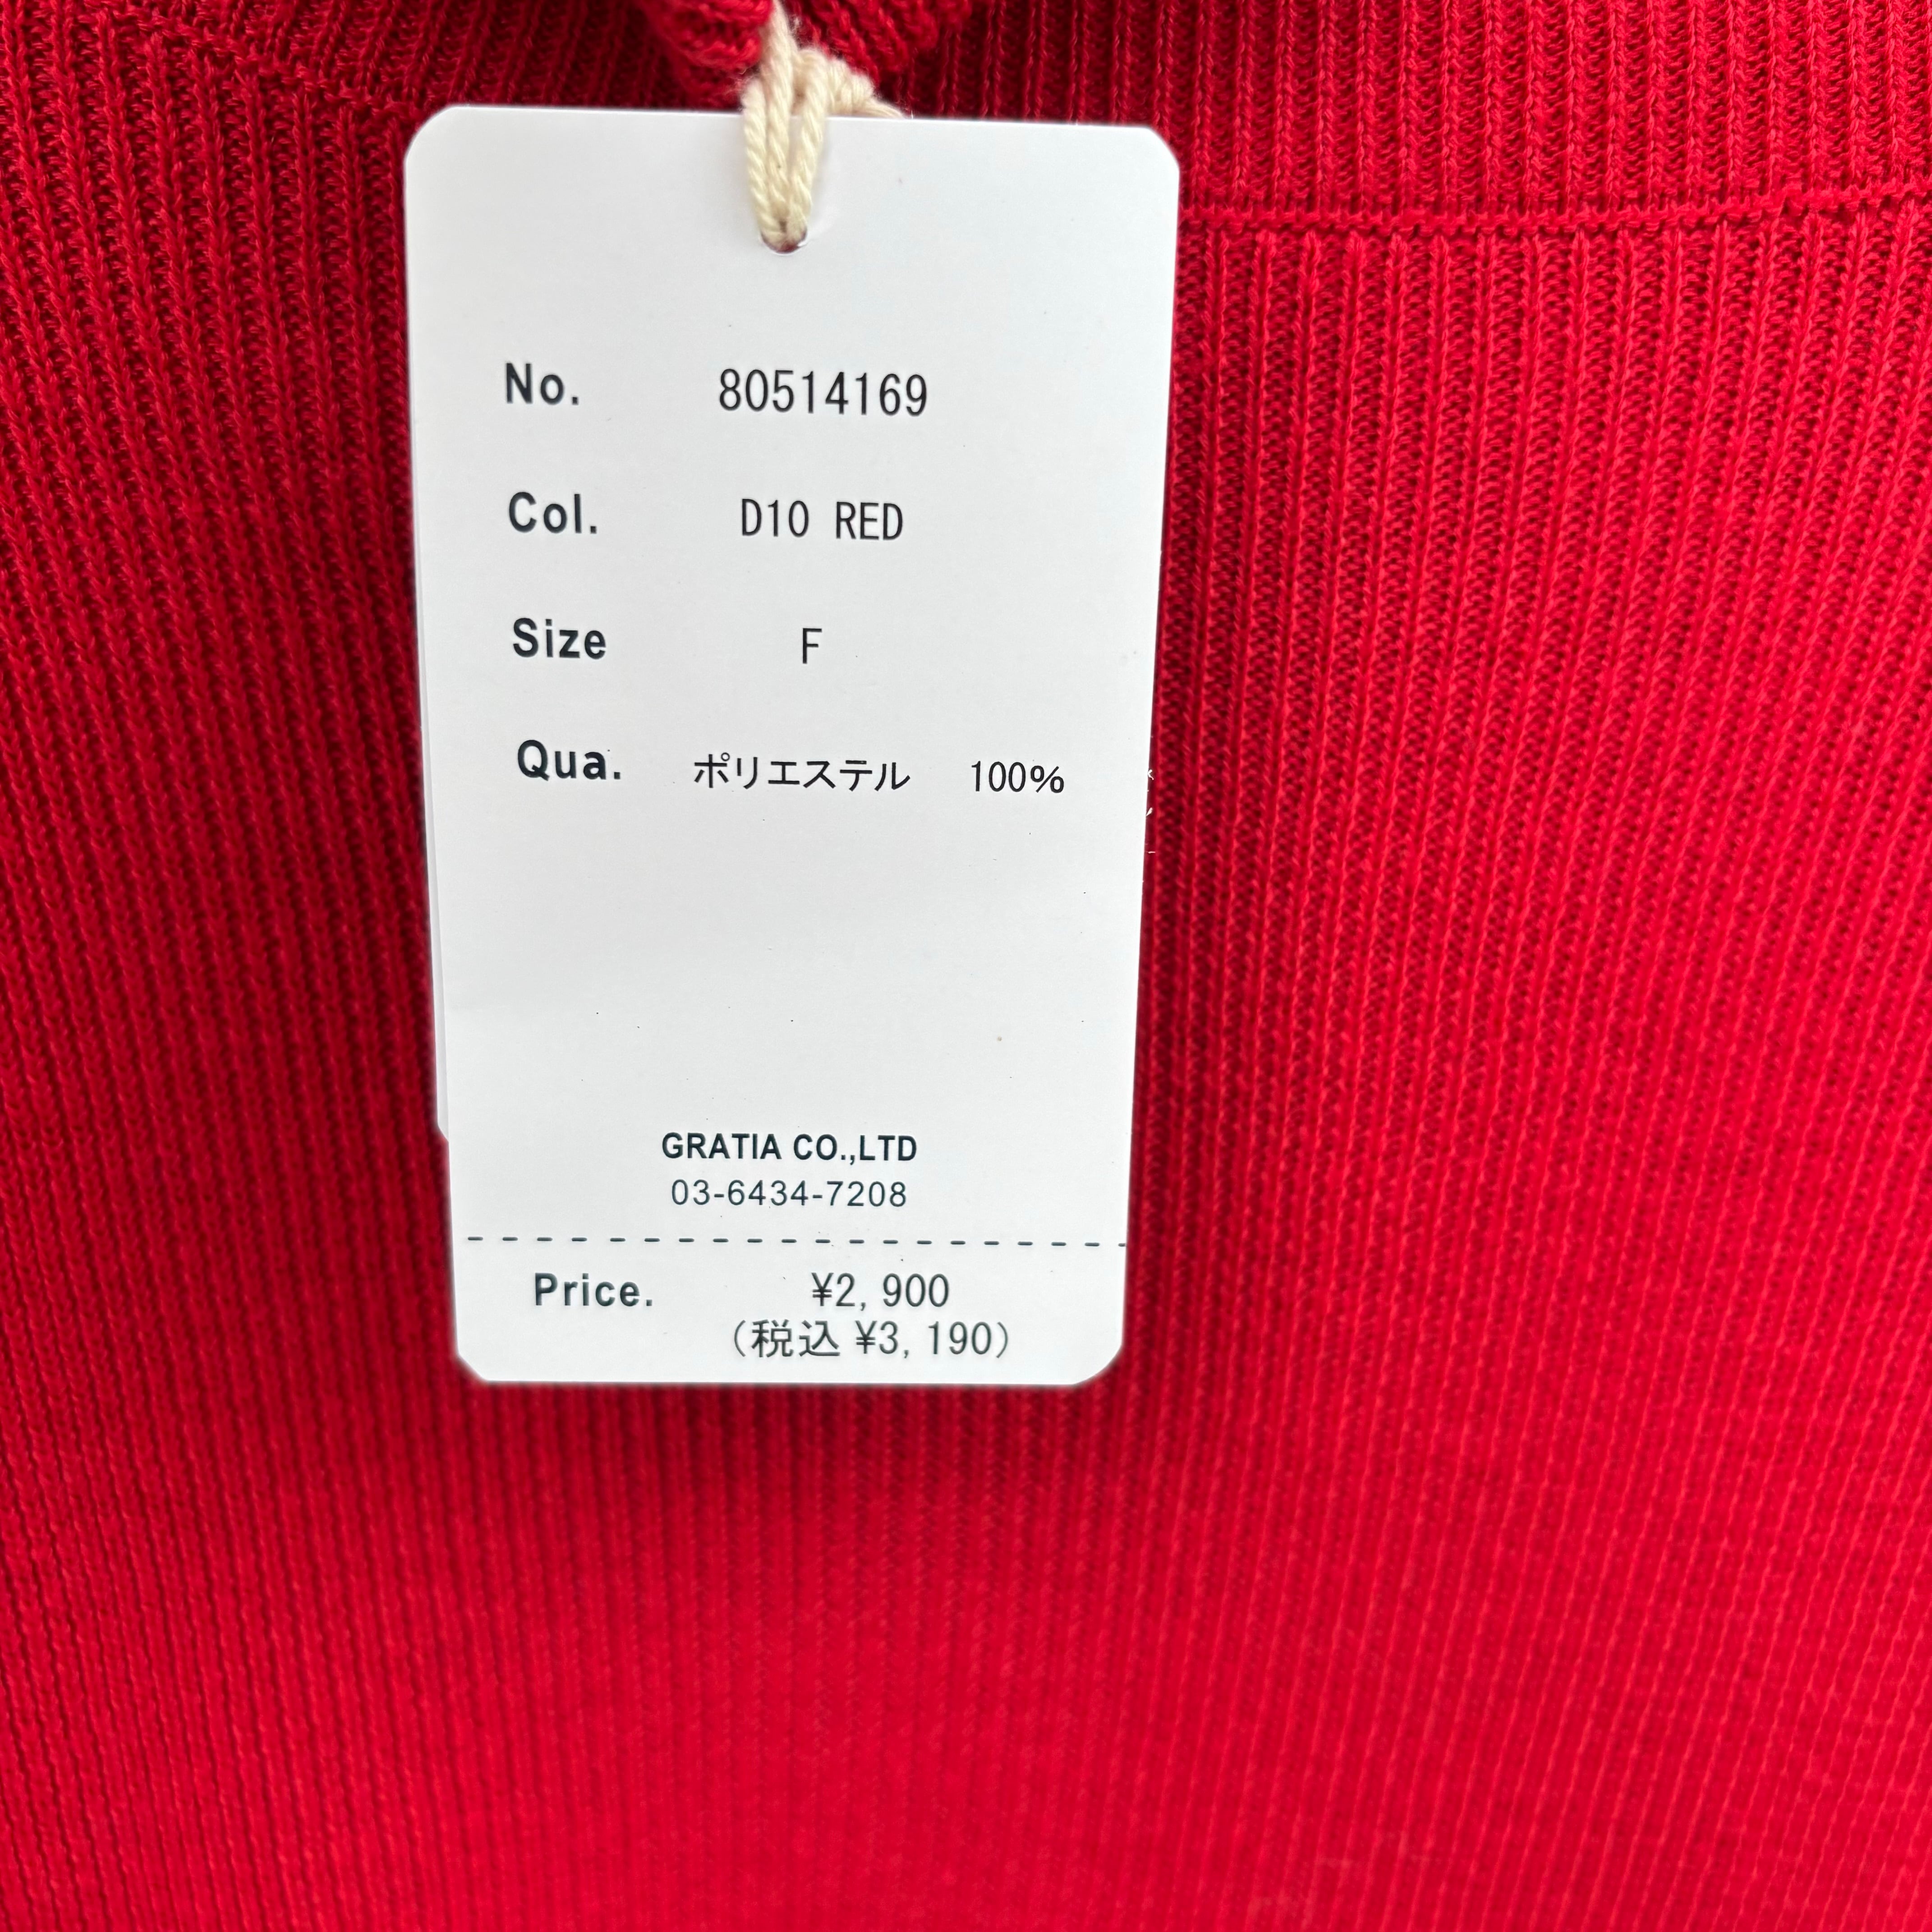 No. 80514169
Col. D10 RED
Size F
Qua. ポリエステル 100%
GRATIA CO.,LTD
03-6434-7208
Price. ¥2,900
(税込 ¥3,190)